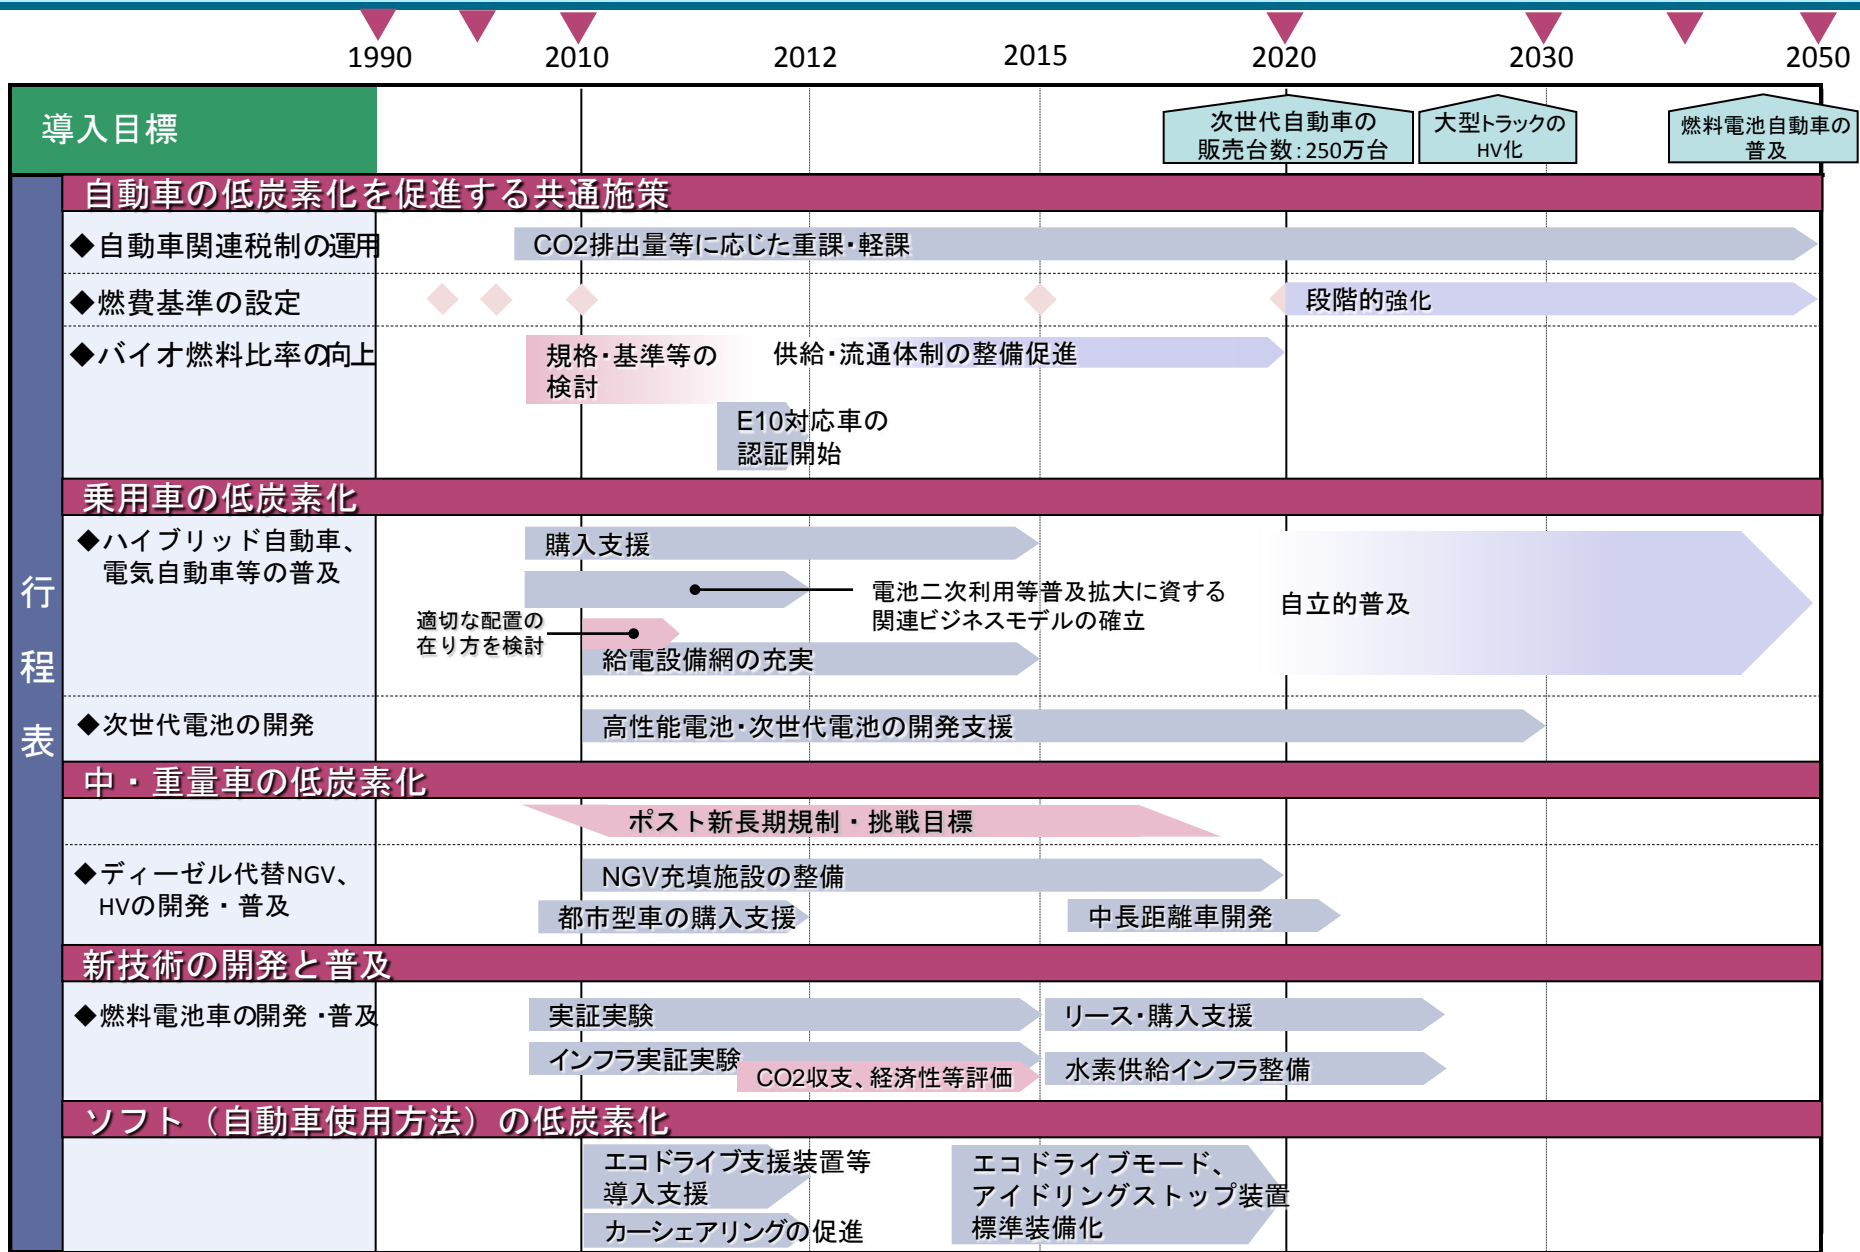 1990 2010 2012 2015 2020 2030 2050
導入目標
次世代自動車の
販売台数:250万台
大型トラックの
HV化
燃料電池自動車の
普及
行程表
自動車の低炭素化を促進する共通施策
◆自動車関連税制の運用
CO2排出量等に応じた重課・軽課
◆燃費基準の設定
段階的強化
◆バイオ燃料比率の向上
規格・基準等の
検討
供給・流通体制の整備促進
E10対応車の
認証開始
乗用車の低炭素化
◆ハイブリッド自動車、
電気自動車等の普及
購入支援
電池二次利用等普及拡大に資する
関連ビジネスモデルの確立
適切な配置の
在り方を検討
給電設備網の充実
自立的普及
◆次世代電池の開発
高性能電池・次世代電池の開発支援
中・重量車の低炭素化
ポスト新長期規制・挑戦目標
◆ディーゼル代替NGV、
HVの開発・普及
NGV充填施設の整備
都市型車の購入支援
中長距離車開発
新技術の開発と普及
◆燃料電池車の開発・普及
実証実験
リース・購入支援
インフラ実証実験
CO2収支、経済性等評価
水素供給インフラ整備
ソフト（自動車使用方法）の低炭素化
エコドライブ支援装置等
導入支援
カーシェアリングの促進
エコドライブモード、
アイドリングストップ装置
標準装備化